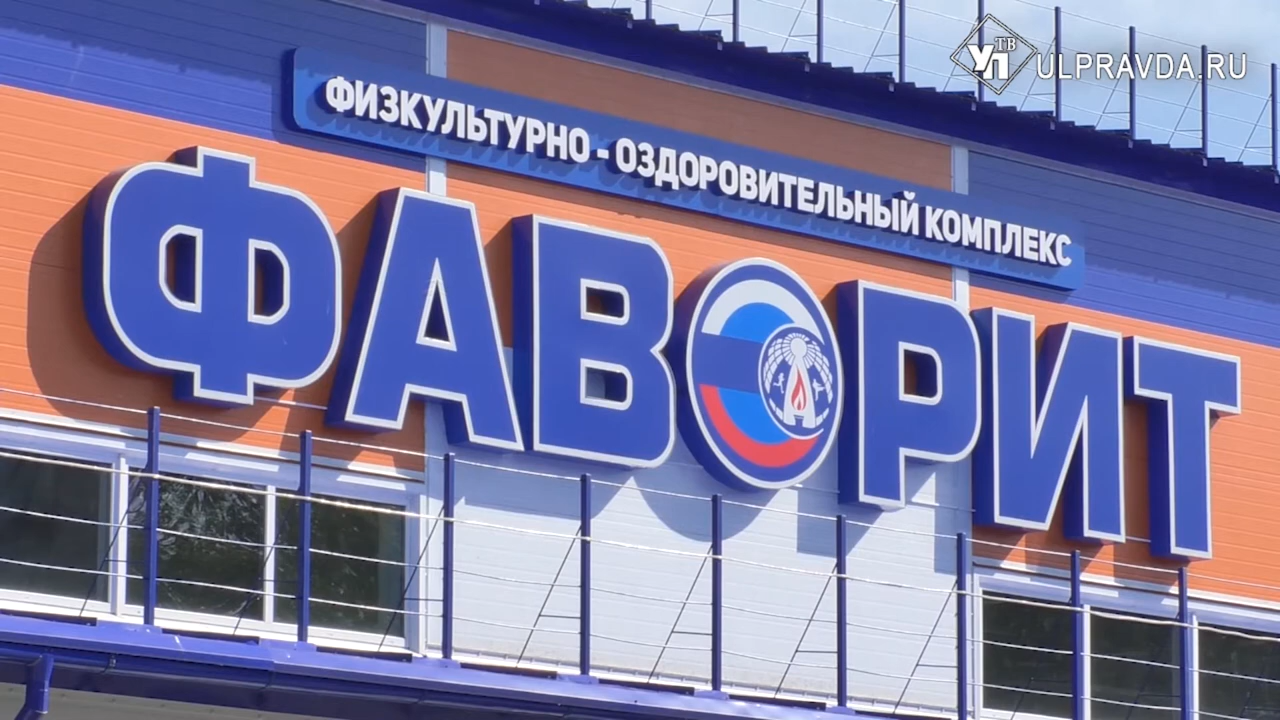 УП ТВ ULPRAVDA.RU
ФИЗКУЛЬТУРНО - ОЗДОРОВИТЕЛЬНЫЙ КОМПЛЕКС
ФАВОРИТ